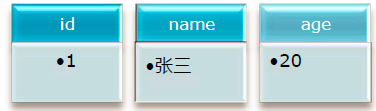 id name age
•1 •张三 •20